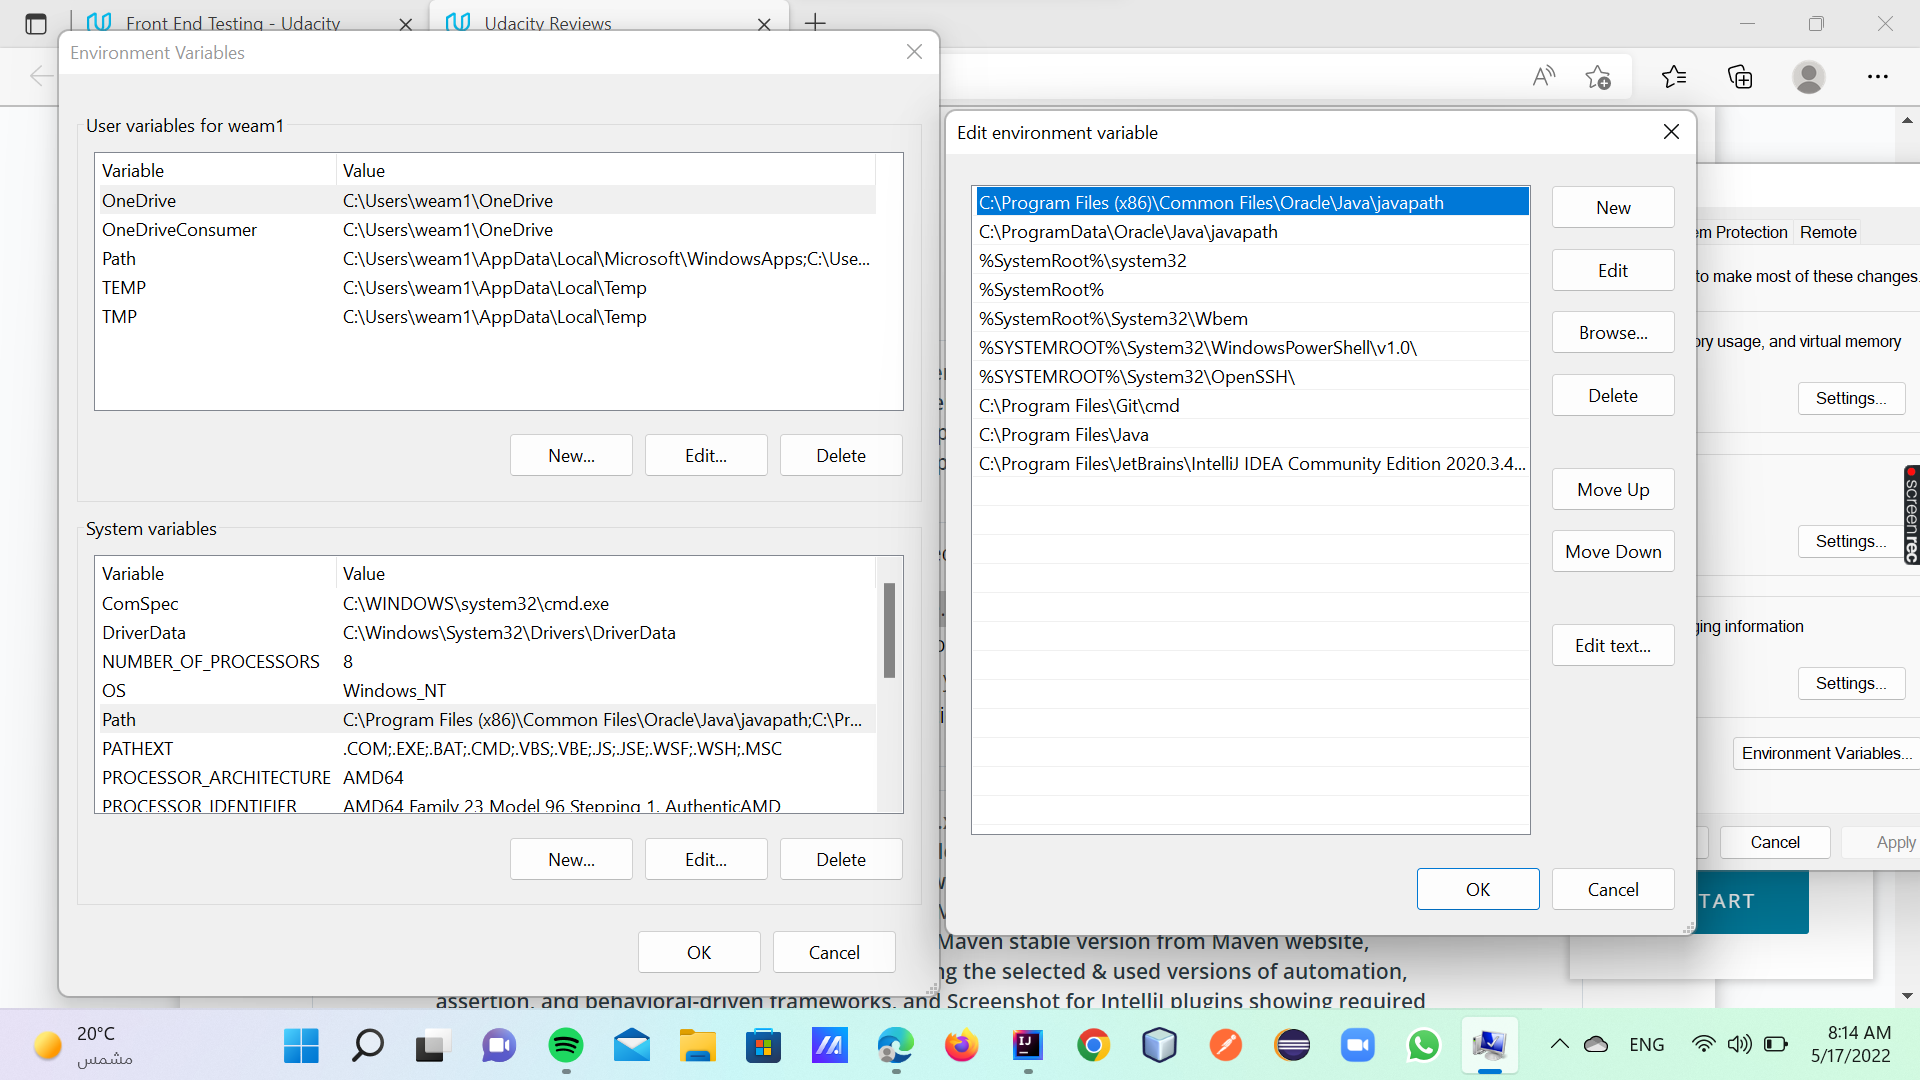 Front End Testing - Udacity
Udacity Reviews
Environment Variables
User variables for weam1
Variable Value
OneDrive C:\Users\weam1\OneDrive
OneDriveConsumer C:\Users\weam1\OneDrive
Path C:\Users\weam1\AppData\Local\Microsoft\WindowsApps;C:\Use...
TEMP C:\Users\weam1\AppData\Local\Temp
TMP C:\Users\weam1\AppData\Local\Temp
New... Edit... Delete
System variables
Variable Value
ComSpec C:\WINDOWS\system32\cmd.exe
DriverData C:\Windows\System32\Drivers\DriverData
NUMBER_OF_PROCESSORS 8
OS Windows_NT
Path C:\Program Files (x86)\Common Files\Oracle\Java\javapath;C:\Pr...
PATHEXT .COM;.EXE;.BAT;.CMD;.VBS;.VBE;.JS;.JSE;.WSF;.WSH;.MSC
PROCESSOR_ARCHITECTURE AMD64
PROCESSOR_IDENTIFIER AMD64 Family 23 Model 96 Stepping 1, AuthenticAMD
New... Edit... Delete
OK Cancel
Edit environment variable
C:\Program Files (x86)\Common Files\Oracle\Java\javapath
C:\ProgramData\Oracle\Java\javapath
%SystemRoot%\system32
%SystemRoot%
%SystemRoot%\System32\Wbem
%SYSTEMROOT%\System32\WindowsPowerShell\v1.0\
%SYSTEMROOT%\System32\OpenSSH\
C:\Program Files\Git\cmd
C:\Program Files\Java
C:\Program Files\JetBrains\IntelliJ IDEA Community Edition 2020.3.4...
New
Edit
Browse...
Delete
Move Up
Move Down
Edit text...
OK Cancel
em Protection Remote
to make most of these changes.
ory usage, and virtual memory
Settings...
Settings...
ging information
Settings...
Environment Variables...
Cancel Apply
TART
screenrec
Maven stable version from Maven website,
ng the selected & used versions of automation,
assertion, and behavioral-driven frameworks, and Screenshot for IntelliJ plugins showing required
20°C
مشمس
ENG
8:14 AM
5/17/2022